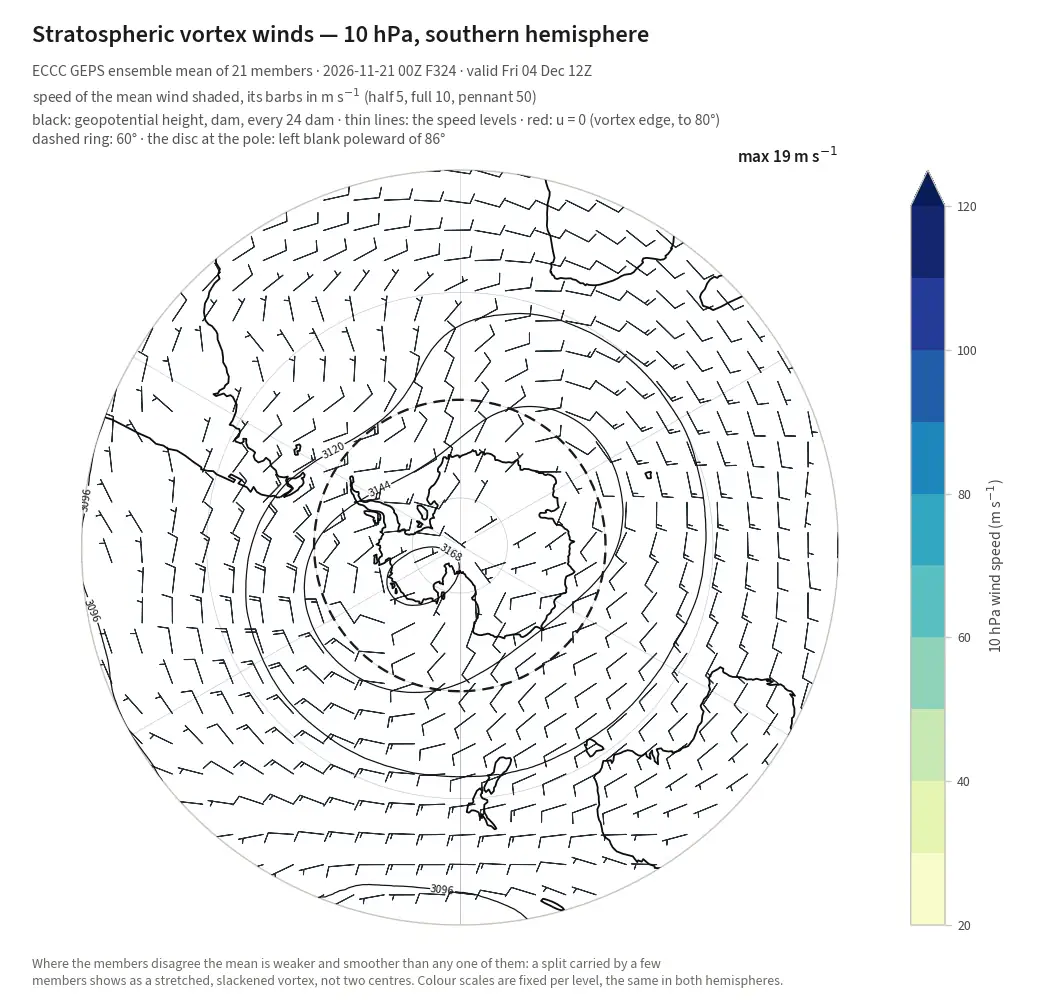 Stratospheric vortex winds — 10 hPa, southern hemisphere
ECCC GEPS ensemble mean of 21 members · 2026-11-21 00Z F324 · valid Fri 04 Dec 12Z
speed of the mean wind shaded, its barbs in m s⁻¹ (half 5, full 10, pennant 50)
black: geopotential height, dam, every 24 dam · thin lines: the speed levels · red: u = 0 (vortex edge, to 80°)
dashed ring: 60° · the disc at the pole: left blank poleward of 86°
max 19 m s⁻¹
120
100
80
60
40
20
10 hPa wind speed (m s⁻¹)
3120
3144
3096
3168
3096
3096
Where the members disagree the mean is weaker and smoother than any one of them: a split carried by a few
members shows as a stretched, slackened vortex, not two centres. Colour scales are fixed per level, the same in both hemispheres.